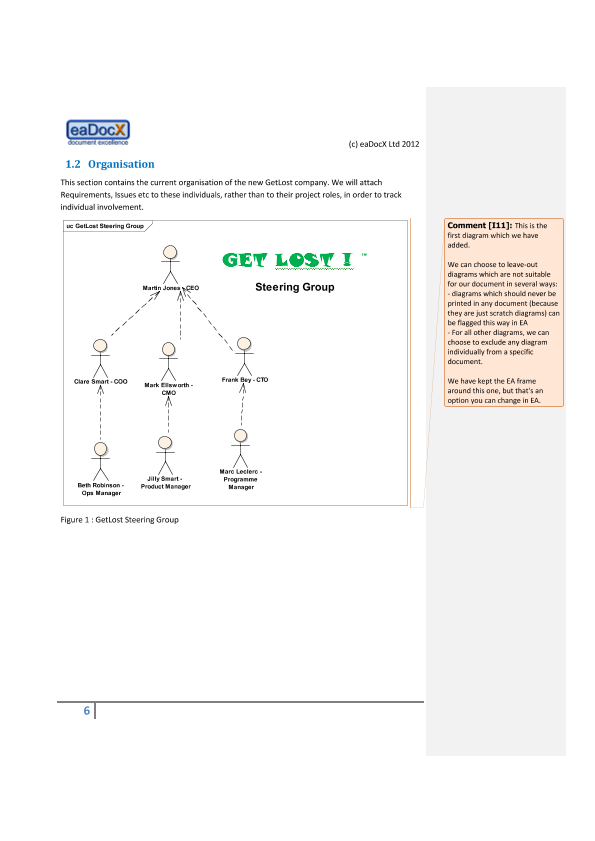 eaDocX
document excellence
(c) eaDocX Ltd 2012
1.2 Organisation
This section contains the current organisation of the new GetLost company. We will attach
Requirements, Issues etc to these individuals, rather than to their project roles, in order to track
individual involvement.
uc GetLost Steering Group
GET LOST ! ™
Steering Group
Martin Jones - CEO
Clare Smart - COO
Mark Ellsworth -
CMO
Frank Bey - CTO
Beth Robinson -
Ops Manager
Jilly Smart -
Product Manager
Marc Leclerc -
Programme
Manager
Figure 1 : GetLost Steering Group
Comment [I11]: This is the
first diagram which we have
added.
We can choose to leave-out
diagrams which are not suitable
for our document in several ways:
- diagrams which should never be
printed in any document (because
they are just scratch diagrams) can
be flagged this way in EA
- For all other diagrams, we can
choose to exclude any diagram
individually from a specific
document.
We have kept the EA frame
around this one, but that's an
option you can change in EA.
6